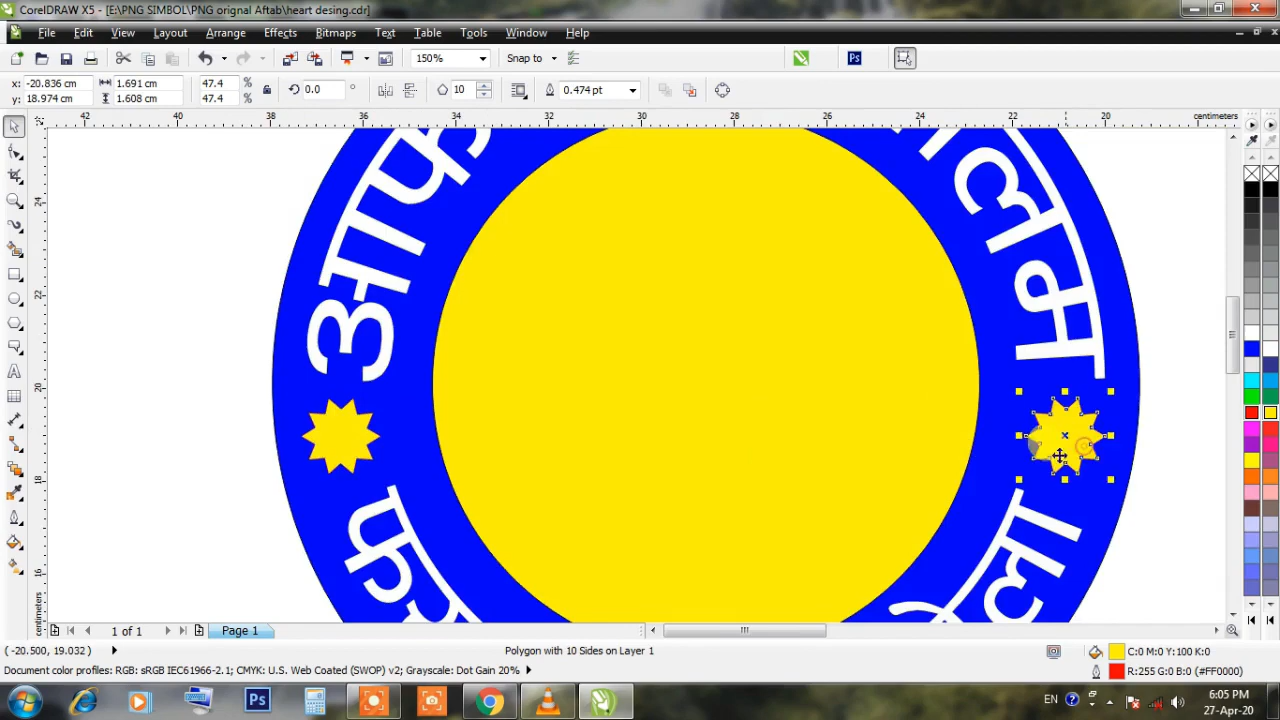 CorelDRAW X5 - [E:\PNG SIMBOL\PNG orignal Aftab\heart desing.cdr]
File Edit View Layout Arrange Effects Bitmaps Text Table Tools Window Help
150% Snap to
x: -20.836 cm 1.691 cm 47.4 % 0.0 ° 10 0.474 pt
y: 18.974 cm 1.608 cm 47.4 %
42 40 38 36 34 32 30 28 26 24 22 20 centimeters
24
22
20
18
16
centimeters
आफ
लम
1 of 1 Page 1
(-20.500, 19.032) Polygon with 10 Sides on Layer 1 C:0 M:0 Y:100 K:0
Document color profiles: RGB: sRGB IEC61966-2.1; CMYK: U.S. Web Coated (SWOP) v2; Grayscale: Dot Gain 20% R:255 G:0 B:0 (#FF0000)
Ps EN 6:05 PM
27-Apr-20